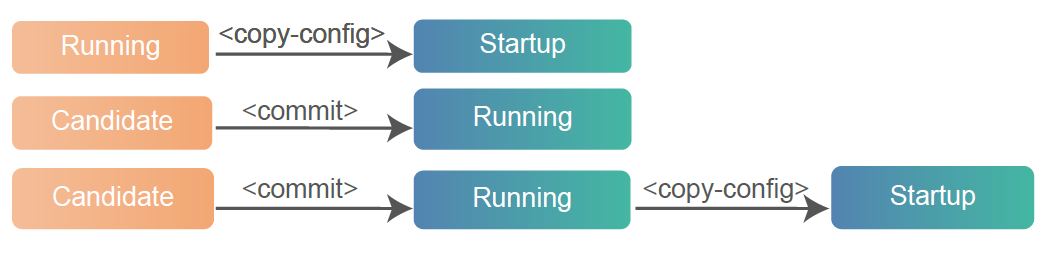 Running <copy-config> Startup
Candidate <commit> Running
Candidate <commit> Running <copy-config> Startup